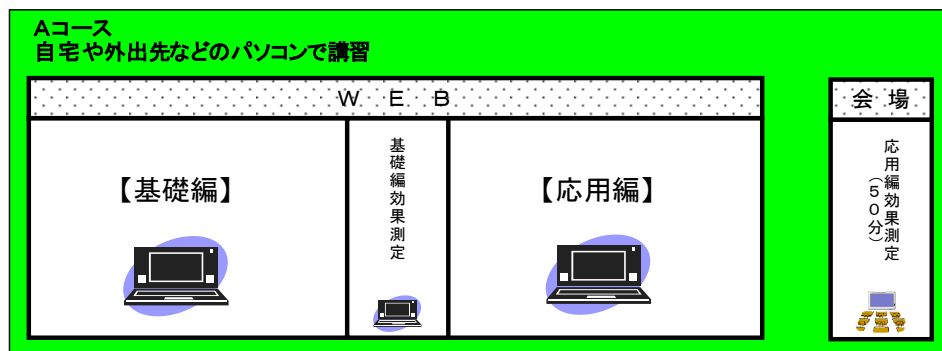 Aコース
自宅や外出先などのパソコンで講習
WEB
会場
【基礎編】
基礎編効果測定
【応用編】
応用編効果測定
(50分)